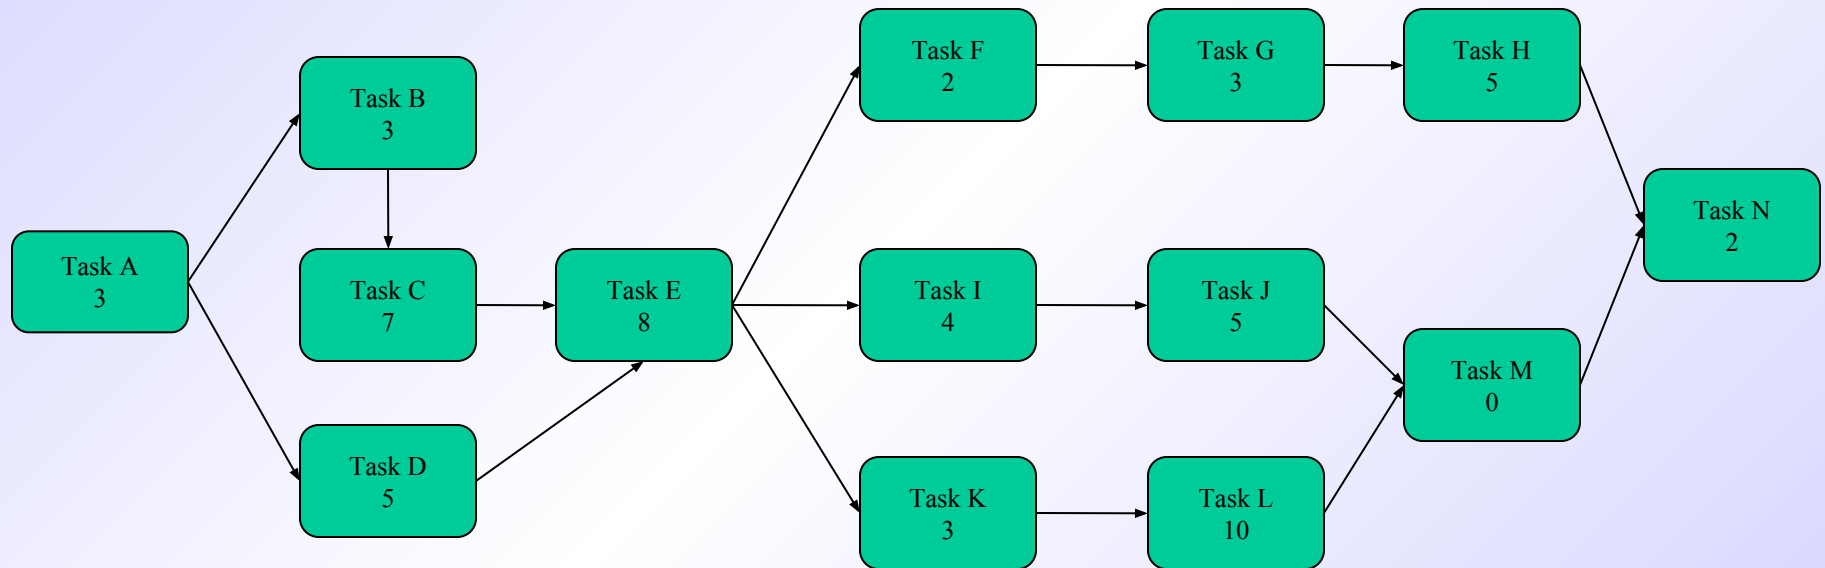 Task A
3
Task B
3
Task C
7
Task D
5
Task E
8
Task F
2
Task G
3
Task H
5
Task I
4
Task J
5
Task K
3
Task L
10
Task M
0
Task N
2